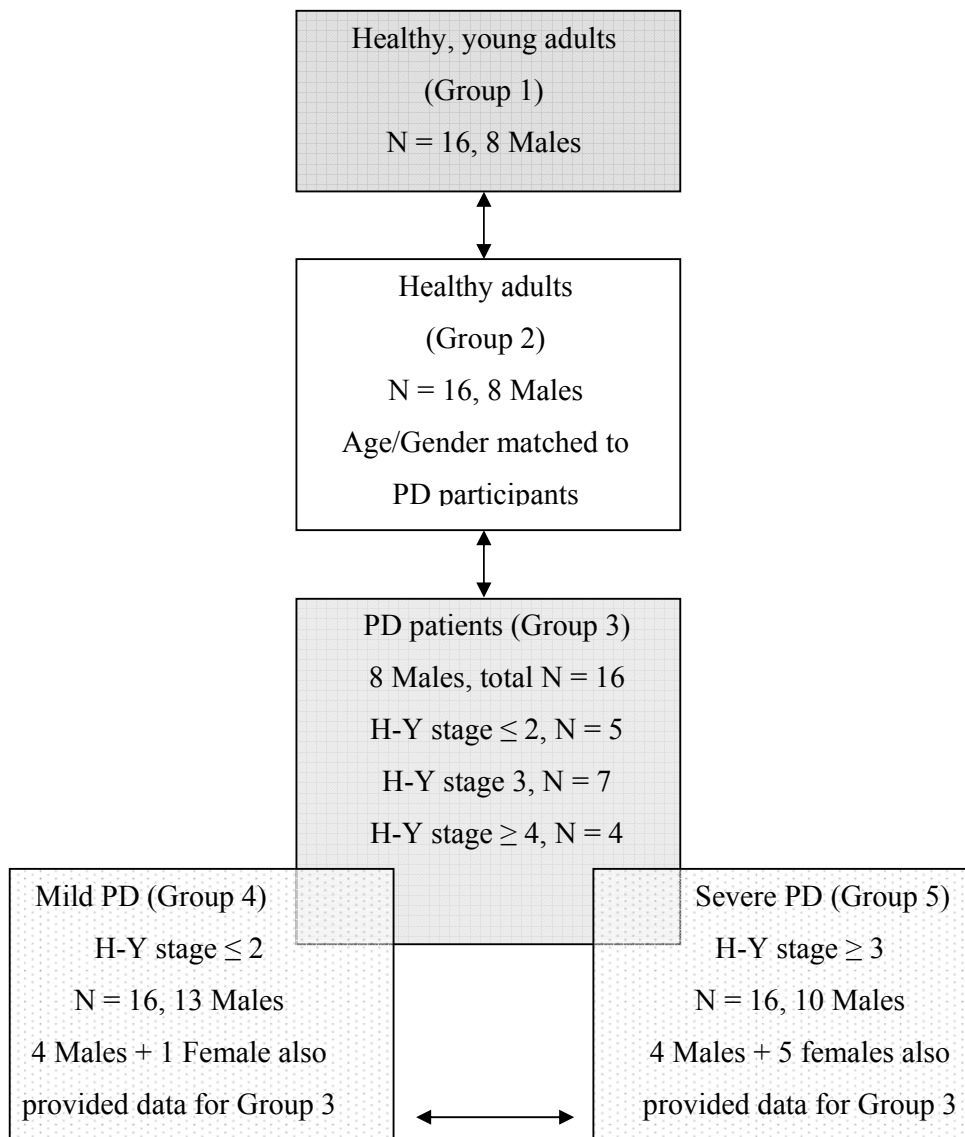 Healthy, young adults
(Group 1)
N = 16, 8 Males
Healthy adults
(Group 2)
N = 16, 8 Males
Age/Gender matched to
PD participants
PD patients (Group 3)
8 Males, total N = 16
H-Y stage ≤ 2, N = 5
H-Y stage 3, N = 7
H-Y stage ≥ 4, N = 4
Mild PD (Group 4)
H-Y stage ≤ 2
N = 16, 13 Males
4 Males + 1 Female also
provided data for Group 3
Severe PD (Group 5)
H-Y stage ≥ 3
N = 16, 10 Males
4 Males + 5 females also
provided data for Group 3